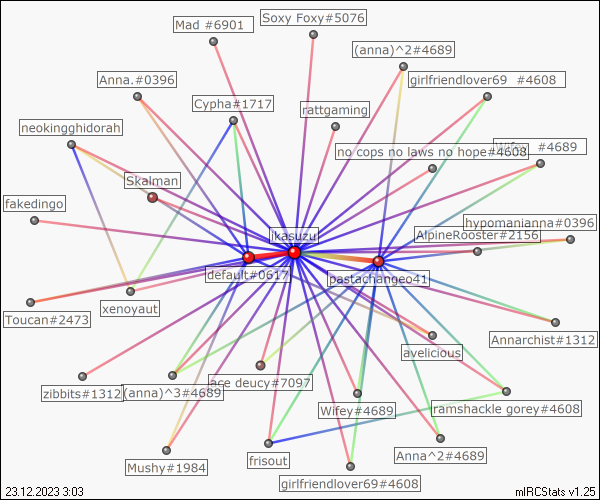 Soxy Foxy#5076
Mad #6901
(anna)^2#4689
Anna.#0396
girlfriendlover69 #4608
Cypha#1717
rattgaming
neokingghidorah
no cops no laws no hope#4608
#4689
Skalman
fakedingo
hypomanianna#0396
ikasuzu
AlpineRooster#2156
default#0617
pastachangeo41
xenoyaut
Toucan#2473
Annarchist#1312
avelicious
ace deucy#7097
zibbits#1312
(anna)^3#4689
Wifey#4689
ramshackle gorey#4608
Anna^2#4689
frisout
Mushy#1984
girlfriendlover69#4608
23.12.2023 3:03
mIRCStats v1.25